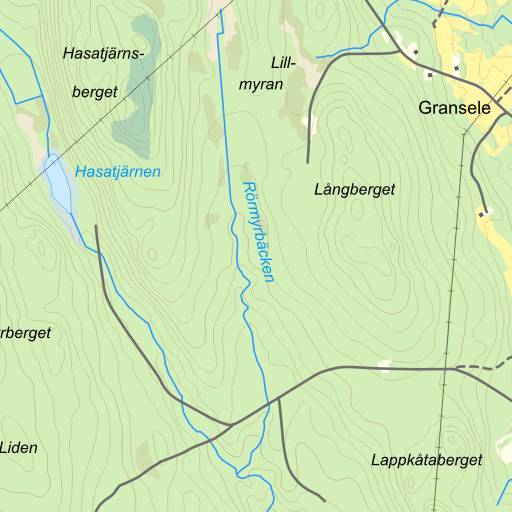 Hasatjärns-
berget
Lill-
myran
Gransele
Hasatjärnen
Långberget
Rörmyrbäcken
rberget
Liden
Lappkåtaberget